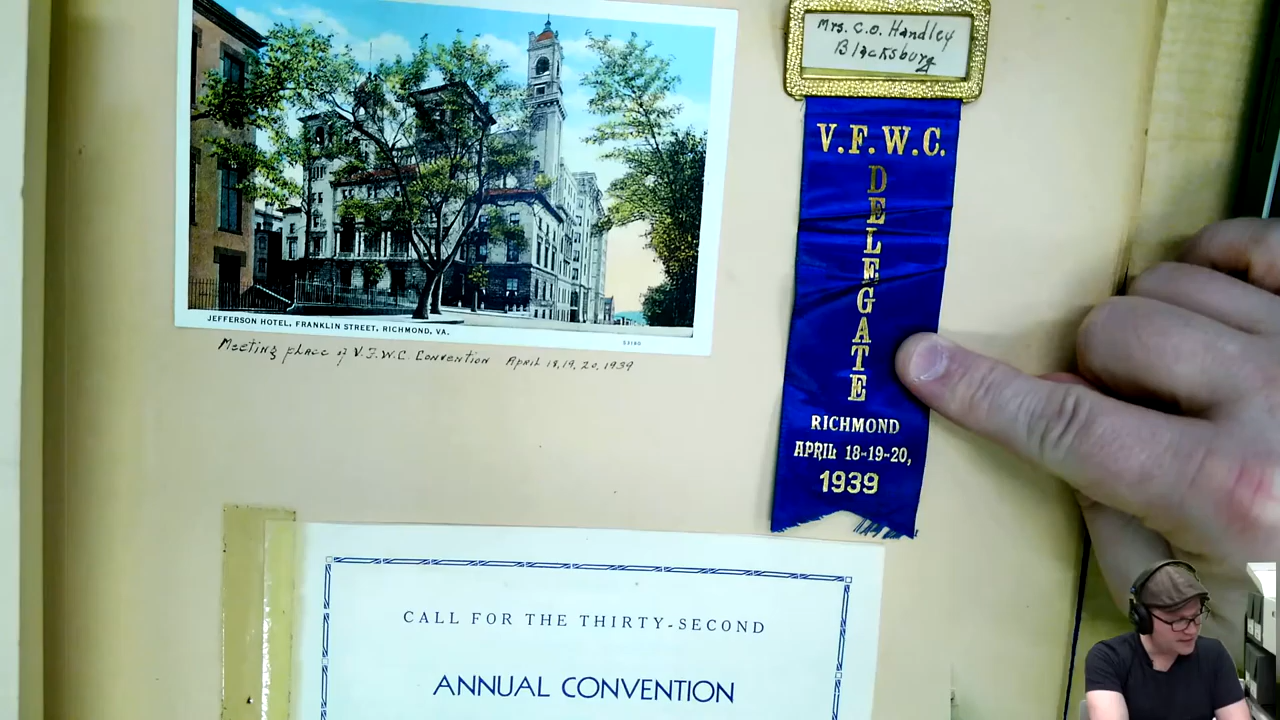 Mrs. C.O. Handley
Blacksburg
V.F.W.C.
DELEGATE
RICHMOND
APRIL 18-19-20,
1939
JEFFERSON HOTEL, FRANKLIN STREET, RICHMOND, VA.
Meeting place of V.F.W.C. Convention April 18, 19, 20, 1939
CALL FOR THE THIRTY-SECOND
ANNUAL CONVENTION